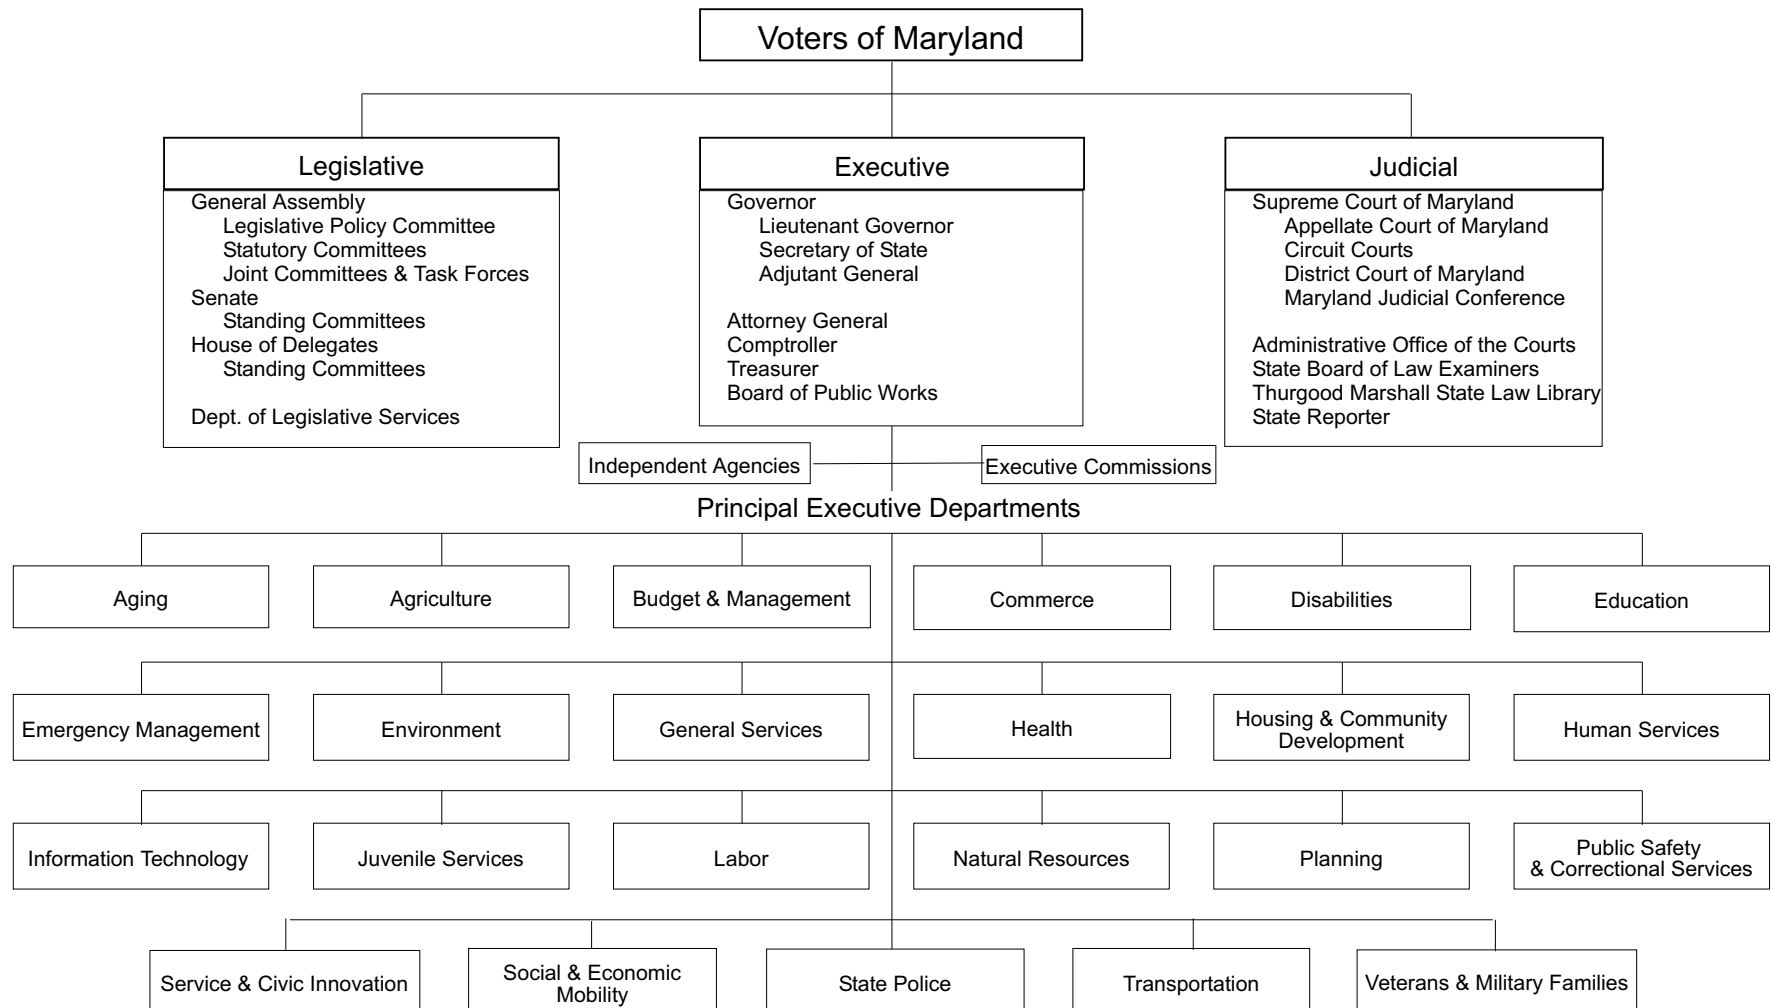 Voters of Maryland
Legislative
General Assembly
Legislative Policy Committee
Statutory Committees
Joint Committees & Task Forces
Senate
Standing Committees
House of Delegates
Standing Committees
Dept. of Legislative Services
Executive
Governor
Lieutenant Governor
Secretary of State
Adjutant General
Attorney General
Comptroller
Treasurer
Board of Public Works
Judicial
Supreme Court of Maryland
Appellate Court of Maryland
Circuit Courts
District Court of Maryland
Maryland Judicial Conference
Administrative Office of the Courts
State Board of Law Examiners
Thurgood Marshall State Law Library
State Reporter
Independent Agencies
Executive Commissions
Principal Executive Departments
Aging
Agriculture
Budget & Management
Commerce
Disabilities
Education
Emergency Management
Environment
General Services
Health
Housing & Community
Development
Human Services
Information Technology
Juvenile Services
Labor
Natural Resources
Planning
Public Safety
& Correctional Services
Service & Civic Innovation
Social & Economic
Mobility
State Police
Transportation
Veterans & Military Families